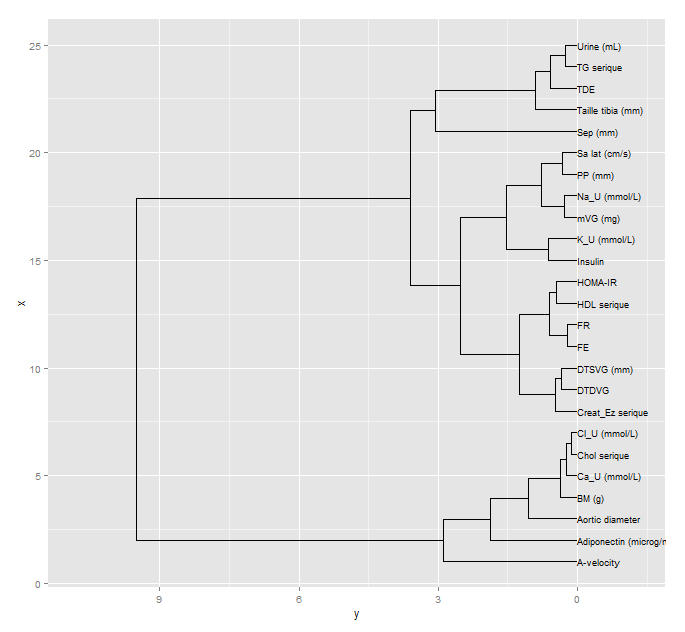 25
Urine (mL)
TG serique
TDE
Taille tibia (mm)
Sep (mm)
20
Sa lat (cm/s)
PP (mm)
Na_U (mmol/L)
mVG (mg)
K_U (mmol/L)
15
Insulin
HOMA-IR
HDL serique
FR
FE
10
DTSVG (mm)
DTDVG
Creat_Ez serique
Cl_U (mmol/L)
Chol serique
5
Ca_U (mmol/L)
BM (g)
Aortic diameter
Adiponectin (microg/
A-velocity
0
x
9 6 3 0
y